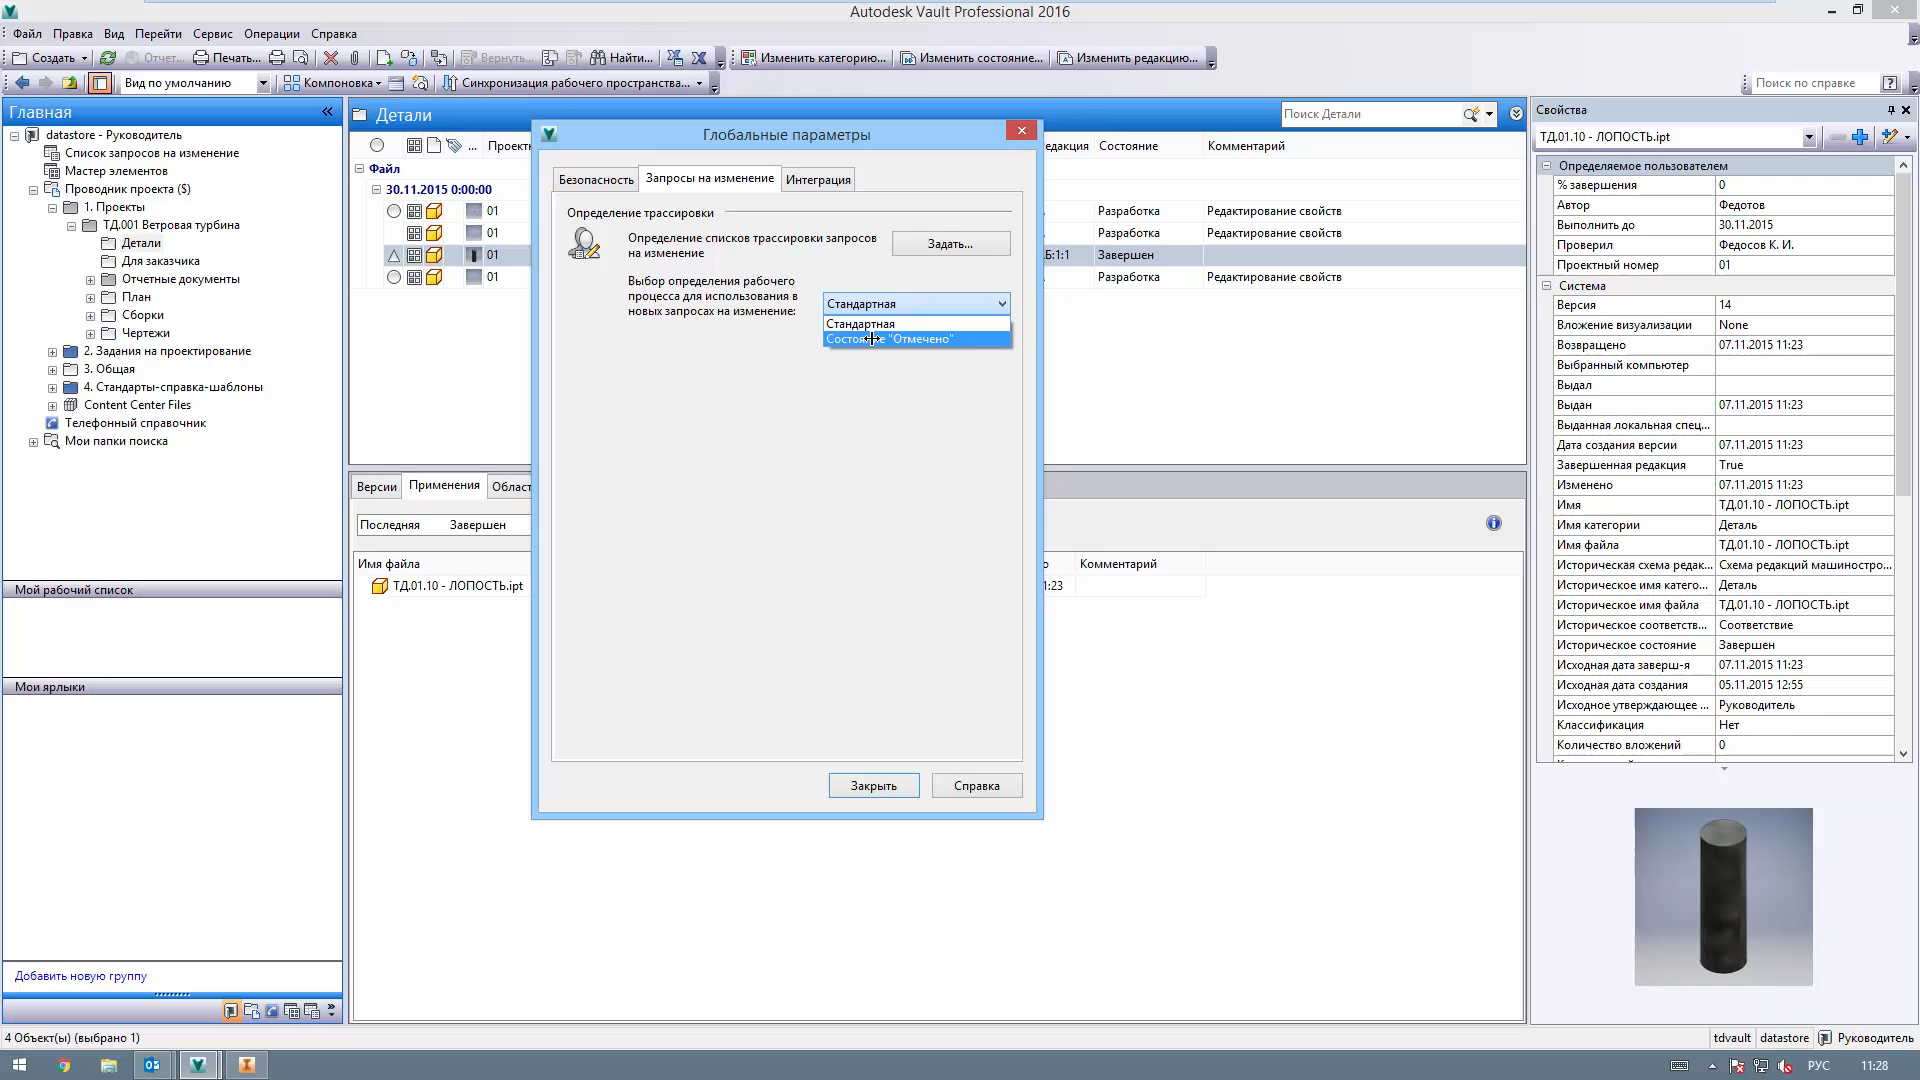 Autodesk Vault Professional 2016
Файл Правка Вид Перейти Сервис Операции Справка
Создать Отчет... Печать... Вернуть... Найти... Изменить категорию... Изменить состояние... Изменить редакцию...
Вид по умолчанию Компоновка Синхронизация рабочего пространства... Поиск по справке
Главная
datastore - Руководитель
Список запросов на изменение
Мастер элементов
Проводник проекта ($)
1. Проекты
ТД.001 Ветровая турбина
Детали
Для заказчика
Отчетные документы
План
Сборки
Чертежи
2. Задания на проектирование
3. Общая
4. Стандарты-справка-шаблоны
Content Center Files
Телефонный справочник
Мои папки поиска
Мой рабочий список
Мои ярлыки
Добавить новую группу
Детали
Поиск Детали
... Проектн едакция Состояние Комментарий
Файл
30.11.2015 0:00:00
01 Разработка Редактирование свойств
01 Разработка Редактирование свойств
01 Б:1:1 Завершен
01 Разработка Редактирование свойств
Версии Применения Област
Последняя Завершен
Имя файла о Комментарий
ТД.01.10 - ЛОПОСТЬ.ipt 1:23
Глобальные параметры
Безопасность Запросы на изменение Интеграция
Определение трассировки
Определение списков трассировки запросов
на изменение
Задать...
Выбор определения рабочего
процесса для использования в
новых запросах на изменение:
Стандартная
Стандартная
Состо е "Отмечено"
Закрыть Справка
Свойства
ТД.01.10 - ЛОПОСТЬ.ipt
Определяемое пользователем
% завершения 0
Автор Федотов
Выполнить до 30.11.2015
Проверил Федосов К. И.
Проектный номер 01
Система
Версия 14
Вложение визуализации None
Возвращено 07.11.2015 11:23
Выбранный компьютер
Выдал
Выдан 07.11.2015 11:23
Выданная локальная спец...
Дата создания версии 07.11.2015 11:23
Завершенная редакция True
Изменено 07.11.2015 11:23
Имя ТД.01.10 - ЛОПОСТЬ.ipt
Имя категории Деталь
Имя файла ТД.01.10 - ЛОПОСТЬ.ipt
Историческая схема редак... Схема редакций машиностро...
Историческое имя катего... Деталь
Историческое имя файла ТД.01.10 - ЛОПОСТЬ.ipt
Историческое соответств... Соответствие
Историческое состояние Завершен
Исходная дата заверш-я 07.11.2015 11:23
Исходная дата создания 05.11.2015 12:55
Исходное утверждающее ... Руководитель
Классификация Нет
Количество вложений 0
4 Объект(ы) (выбрано 1) tdvault datastore Руководитель
РУС 11:28